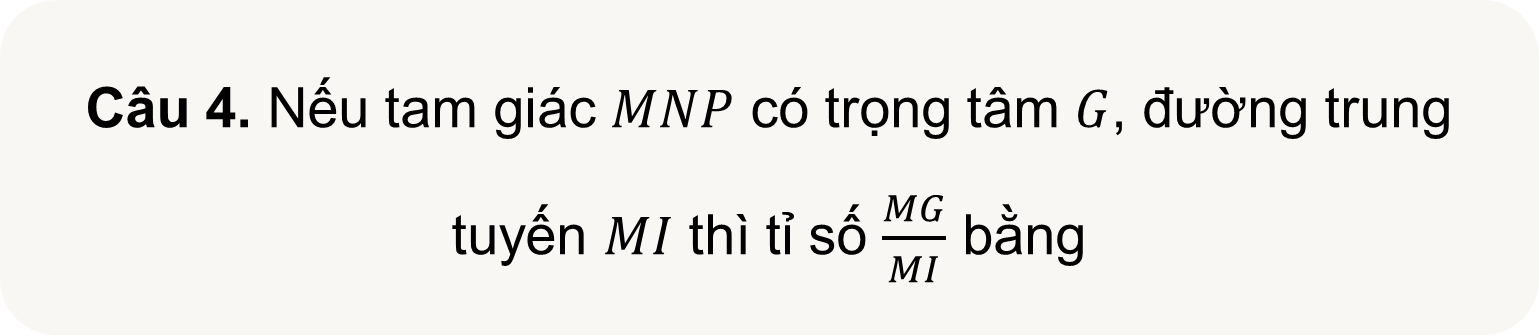 Câu 4. Nếu tam giác MNP có trọng tâm G, đường trung
tuyến MI thì tỉ số \frac{MG}{MI} bằng